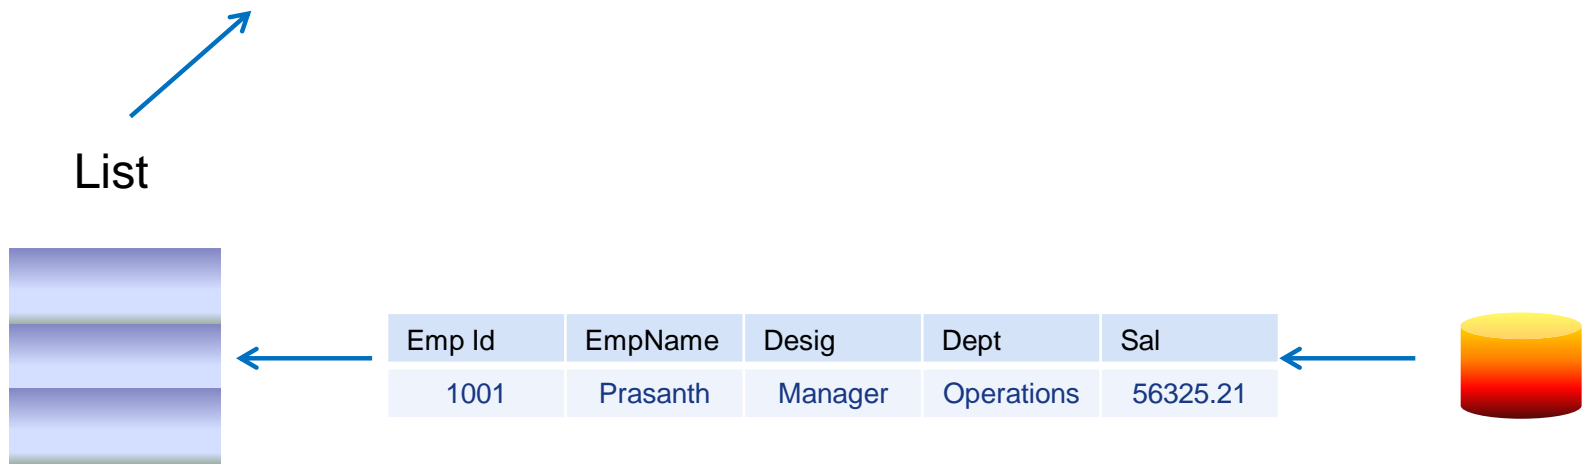 List
Emp Id EmpName Desig Dept Sal
1001 Prasanth Manager Operations 56325.21